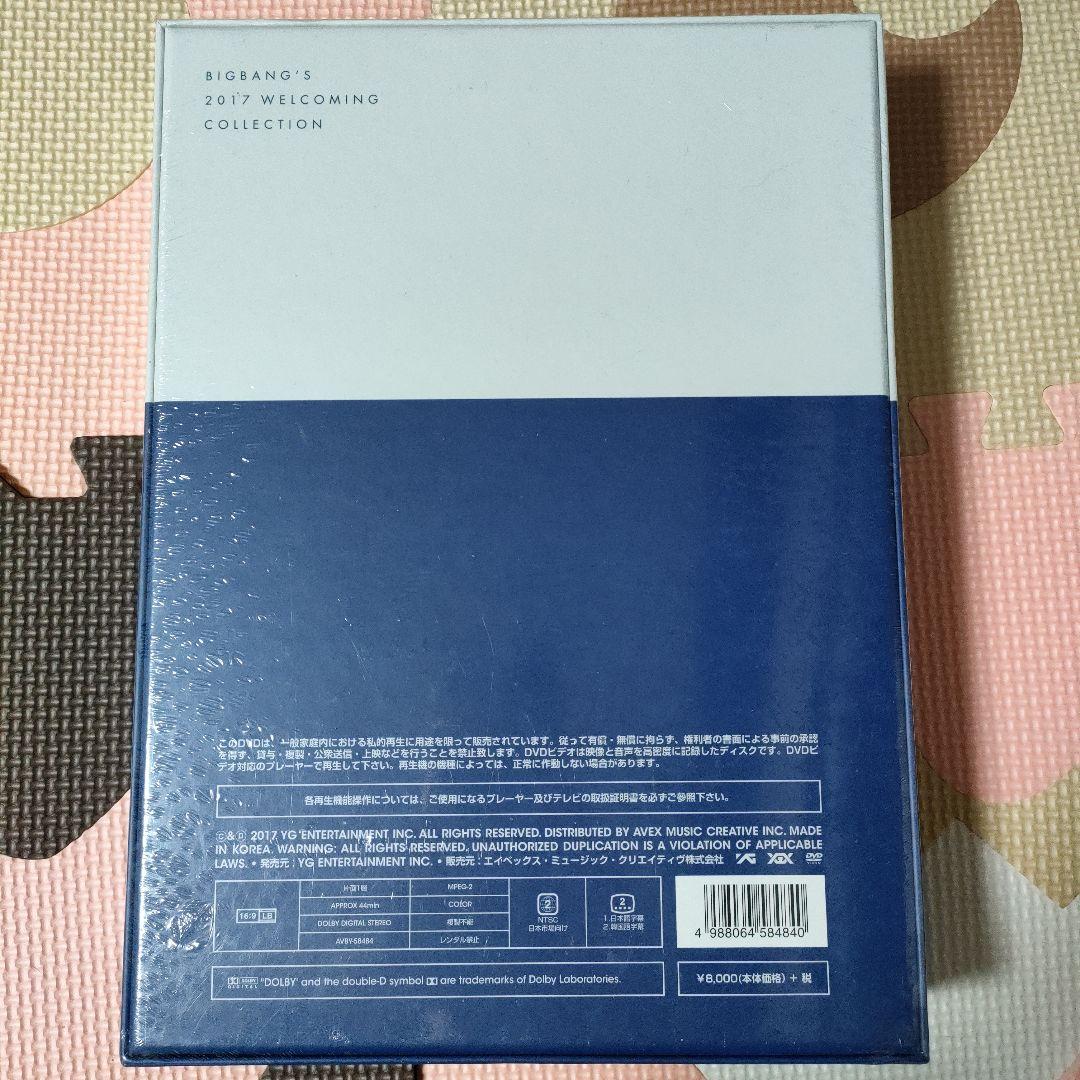 BIGBANG'S
2017 WELCOMING
COLLECTION
このDVDは、一般家庭内における私的再生に用途を限って販売されています。従って有償・無償に拘らず、権利者の書面による事前の承認
を得ず、貸与・複製・公衆送信・上映などを行うことを禁止致します。DVDビデオは映像と音声を高密度に記録したディスクです。DVDビ
デオ対応のプレーヤーで再生して下さい。再生機の機種によっては、正常に作動しない場合があります。
各再生機能操作については、ご使用になるプレーヤー及びテレビの取扱証明書を必ずご参照下さい。
Ⓒ&Ⓟ 2017 YG ENTERTAINMENT INC. ALL RIGHTS RESERVED. DISTRIBUTED BY AVEX MUSIC CREATIVE INC. MADE
IN KOREA. WARNING: ALL RIGHTS RESERVED. UNAUTHORIZED DUPLICATION IS A VIOLATION OF APPLICABLE
LAWS. • 発売元 : YG ENTERTAINMENT INC. • 販売元 : エイベックス・ミュージック・クリエイティヴ株式会社 YG YGEX DVD
16:9 LB
片面1層 MPEG-2
APPROX 44min COLOR
DOLBY DIGITAL STEREO 複製不能
AVBY-58484 レンタル禁止
2
NTSC
日本市場向け
2
1.日本語字幕
2.韓国語字幕
4 988064 584840
DOLBY DIGITAL "DOLBY' and the double-D symbol are trademarks of Dolby Laboratories.
¥8,000(本体価格) + 税